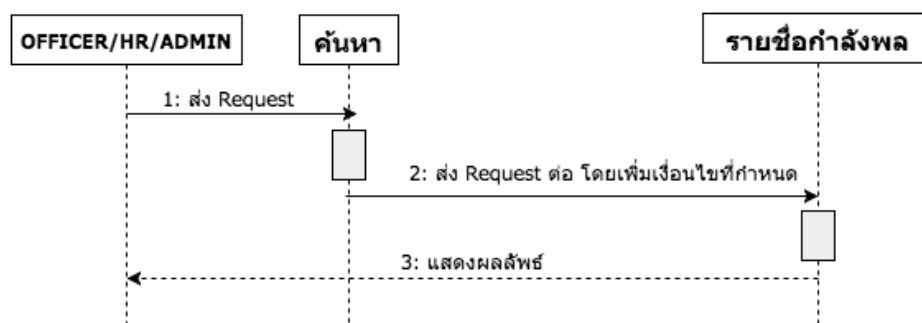 OFFICER/HR/ADMIN
ค้นหา
รายชื่อกำลังพล
1: ส่ง Request
2: ส่ง Request ต่อ โดยเพิ่มเงื่อนไขที่กำหนด
3: แสดงผลลัพธ์